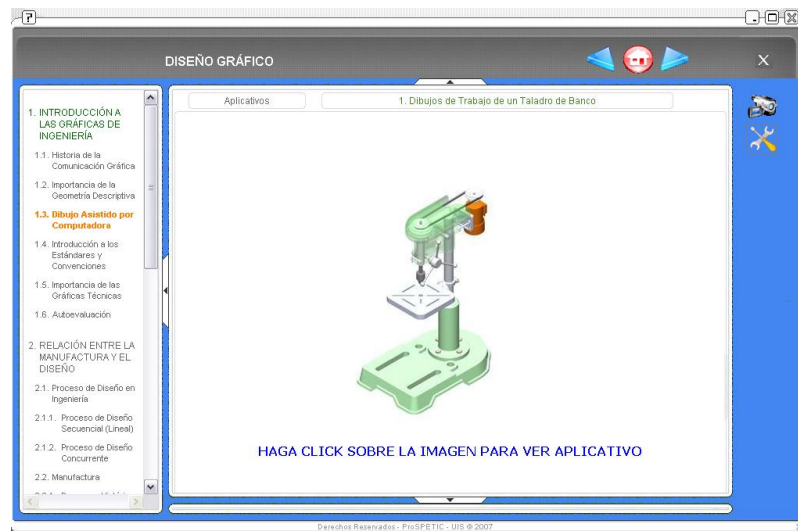 ?
DISEÑO GRÁFICO
X
Aplicativos
1. Dibujos de Trabajo de un Taladro de Banco
1. INTRODUCCIÓN A
LAS GRÁFICAS DE
INGENIERÍA
1.1. Historia de la
Comunicación Gráfica
1.2. Importancia de la
Geometría Descriptiva
1.3. Dibujo Asistido por
Computadora
1.4. Introducción a los
Estándares y
Convenciones
1.5. Importancia de las
Gráficas Técnicas
1.6. Autoevaluación
2. RELACIÓN ENTRE LA
MANUFACTURA Y EL
DISEÑO
2.1. Proceso de Diseño en
Ingeniería
2.1.1. Proceso de Diseño
Secuencial (Lineal)
2.1.2. Proceso de Diseño
Concurrente
2.2. Manufactura
HAGA CLICK SOBRE LA IMAGEN PARA VER APLICATIVO
Derechos Reservados - ProSPETIC - UIS © 2007